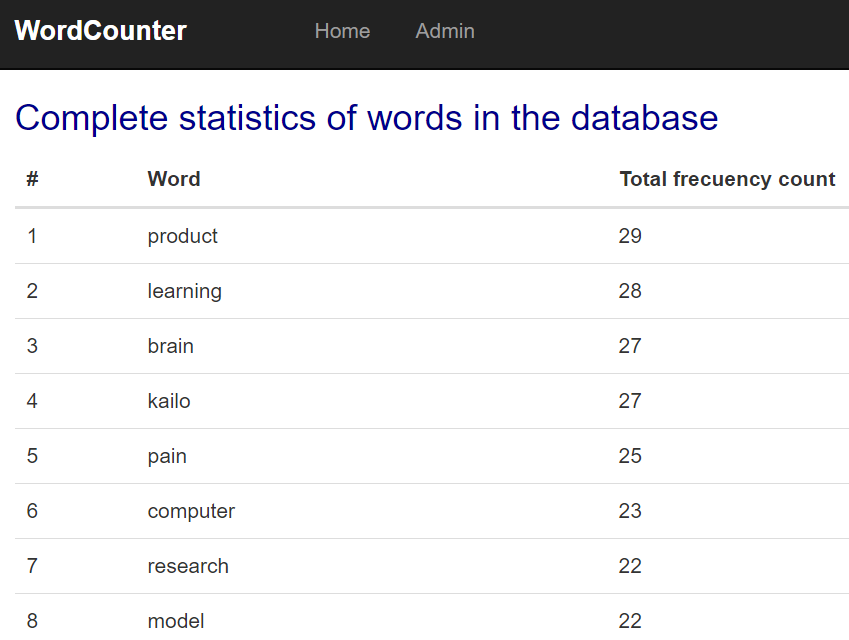 WordCounter Home Admin
Complete statistics of words in the database
# Word Total frecuency count
1 product 29
2 learning 28
3 brain 27
4 kailo 27
5 pain 25
6 computer 23
7 research 22
8 model 22